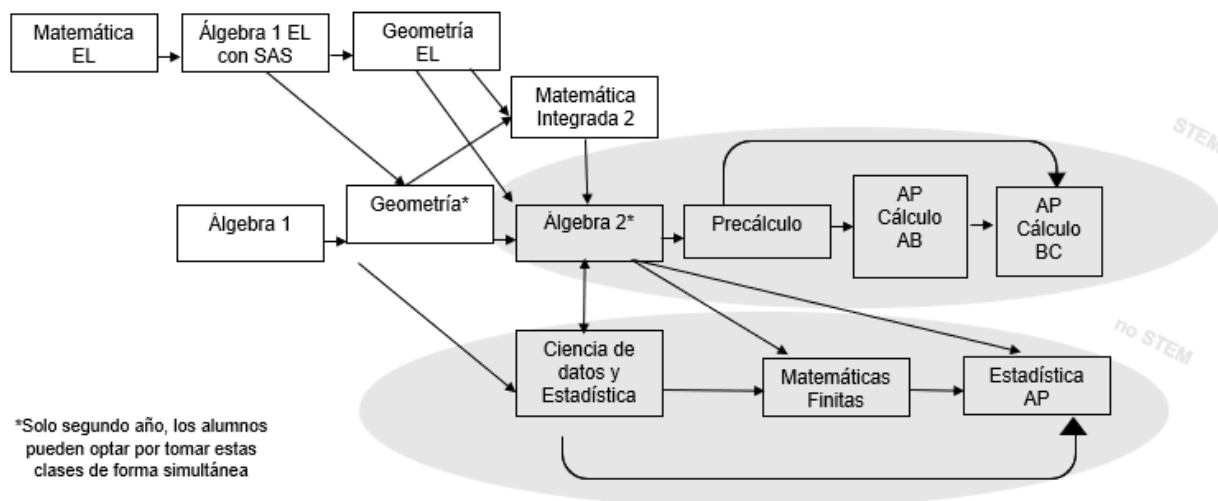 Matemática
EL
Álgebra 1 EL
con SAS
Geometría
EL
Matemática
Integrada 2
STEM
Álgebra 1
Geometría*
Álgebra 2*
Precálculo
AP
Cálculo
AB
AP
Cálculo
BC
no STEM
Ciencia de
datos y
Estadística
Matemáticas
Finitas
Estadística
AP
*Solo segundo año, los alumnos
pueden optar por tomar estas
clases de forma simultánea